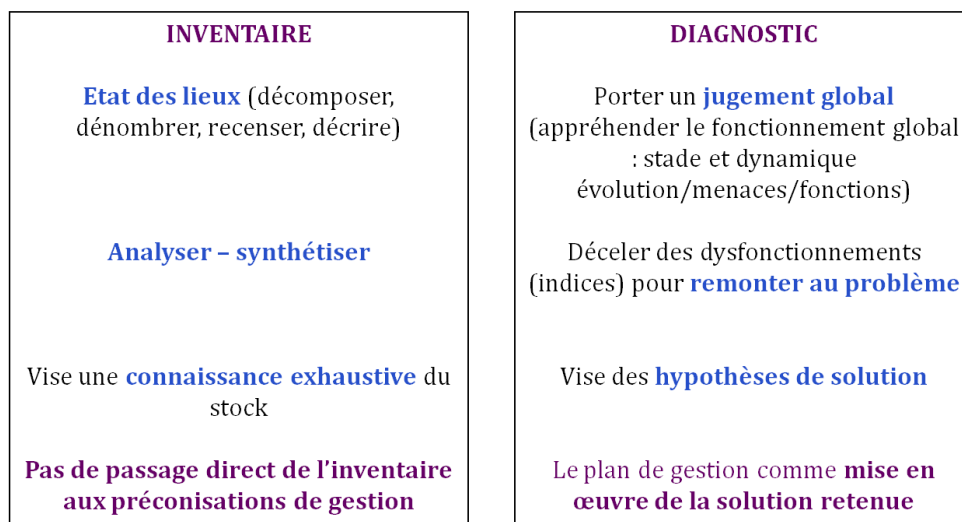 INVENTAIRE
Etat des lieux (décomposer,
dénombrer, recenser, décrire)
Analyser – synthétiser
Vise une connaissance exhaustive du
stock
Pas de passage direct de l’inventaire
aux préconisations de gestion
DIAGNOSTIC
Porter un jugement global
(appréhender le fonctionnement global
: stade et dynamique
évolution/menaces/fonctions)
Déceler des dysfonctionnements
(indices) pour remonter au problème
Vise des hypothèses de solution
Le plan de gestion comme mise en
œuvre de la solution retenue